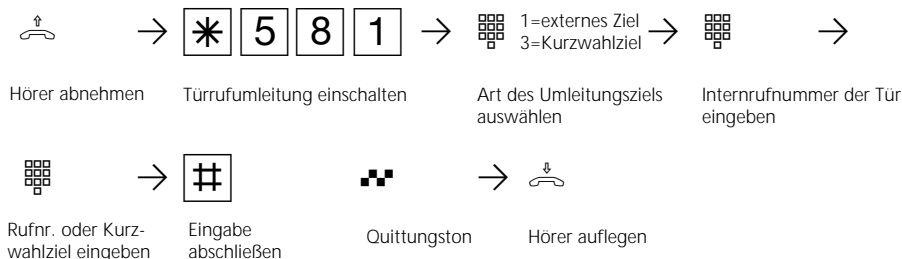 * 5 8 1
1=externes Ziel
3=Kurzwahlziel
Hörer abnehmen
Türrufumleitung einschalten
Art des Umleitungsziels
auswählen
Internrufnummer der Tür
eingeben
#
Rufnr. oder Kurz-
wahlziel eingeben
Eingabe
abschließen
Quittungston
Hörer auflegen